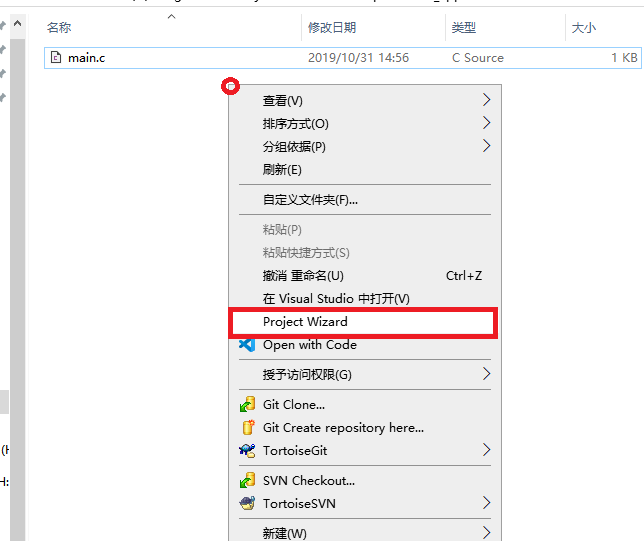 名称 修改日期 类型 大小
main.c 2019/10/31 14:56 C Source 1 KB
查看(V)
排序方式(O)
分组依据(P)
刷新(E)
自定义文件夹(F)...
粘贴(P)
粘贴快捷方式(S)
撤消 重命名(U) Ctrl+Z
在 Visual Studio 中打开(V)
Project Wizard
Open with Code
授予访问权限(G)
Git Clone...
Git Create repository here...
TortoiseGit
(H
SVN Checkout...
H:
TortoiseSVN
新建(W)